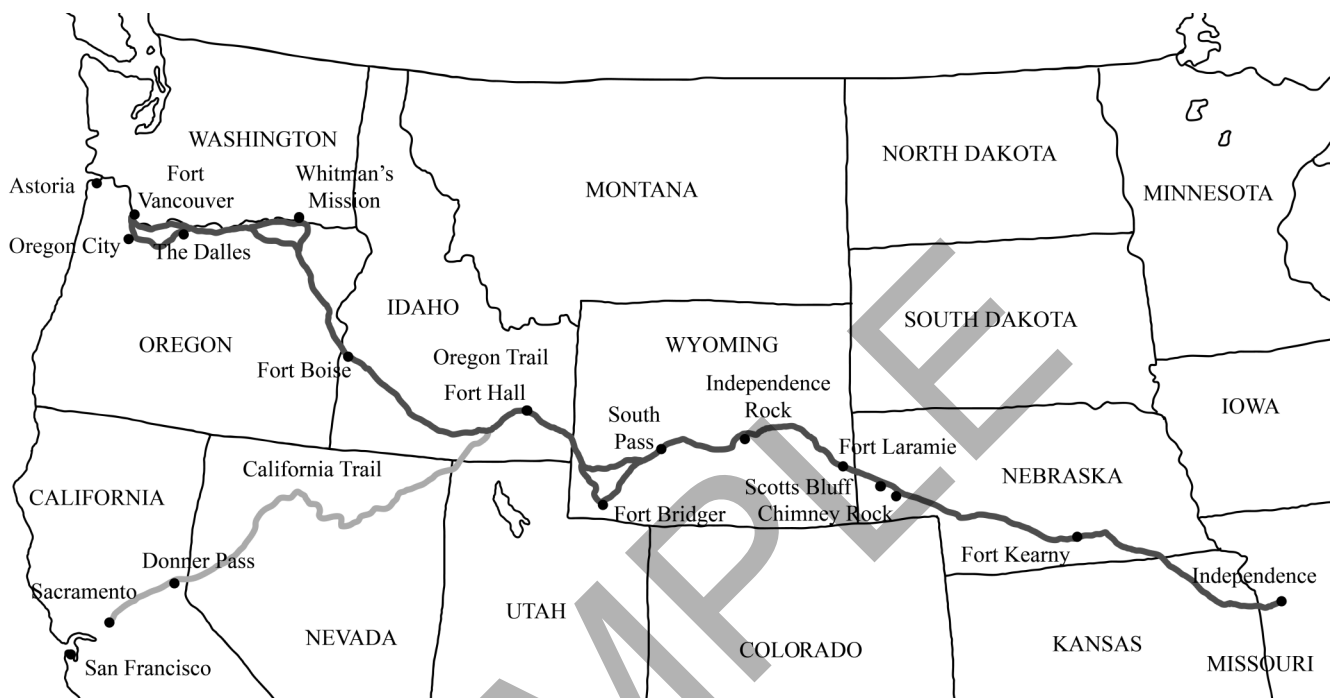 WASHINGTON
NORTH DAKOTA
MINNESOTA
MONTANA
Astoria
Fort
Vancouver
Whitman’s
Mission
Oregon City
The Dalles
IDAHO
SOUTH DAKOTA
OREGON
Fort Boise
Oregon Trail
Fort Hall
WYOMING
Independence
Rock
South
Pass
IOWA
Fort Laramie
NEBRASKA
Scotts Bluff
Chimney Rock
California Trail
CALIFORNIA
Fort Bridger
Fort Kearny
Donner Pass
Sacramento
Independence
UTAH
NEVADA
COLORADO
KANSAS
MISSOURI
San Francisco
MPLE